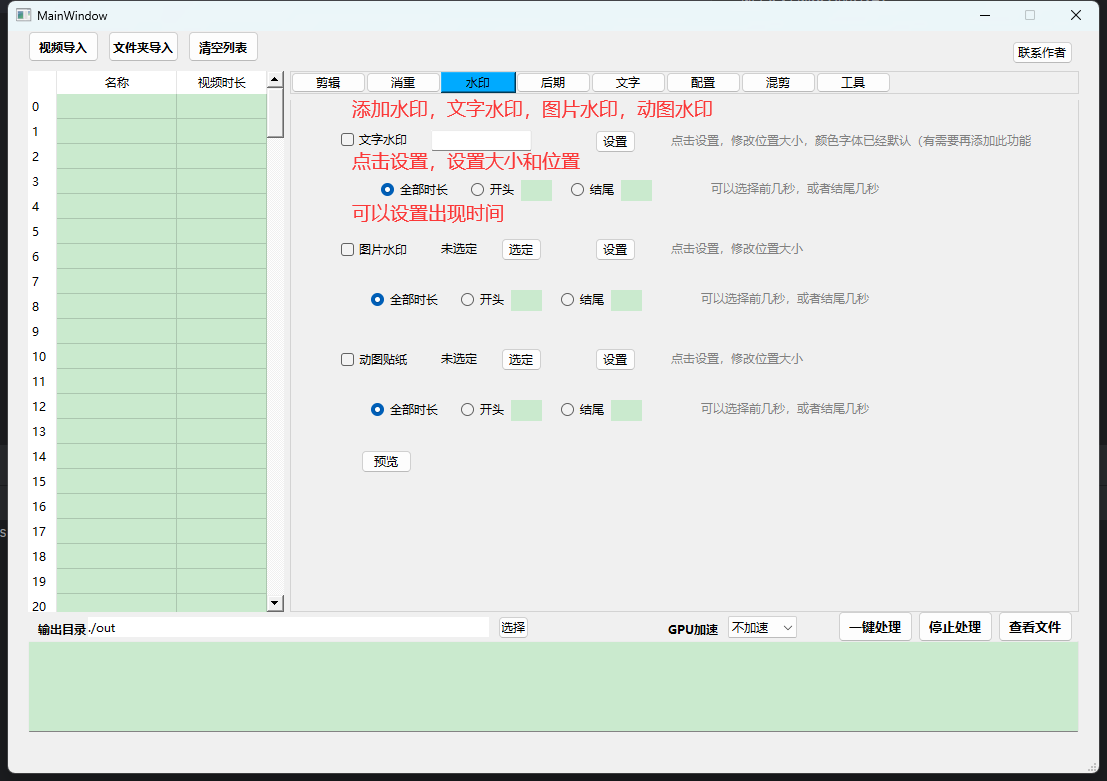 MainWindow
视频导入 文件夹导入 清空列表 联系作者
名称 视频时长 剪辑 消重 水印 后期 文字 配置 混剪 工具
添加水印，文字水印，图片水印，动图水印
文字水印 设置 点击设置，修改位置大小，颜色字体已经默认（有需要再添加此功能
点击设置，设置大小和位置
全部时长 开头 结尾 可以选择前几秒，或者结尾几秒
可以设置出现时间
图片水印 未选定 选定 设置 点击设置，修改位置大小
全部时长 开头 结尾 可以选择前几秒，或者结尾几秒
动图贴纸 未选定 选定 设置 点击设置，修改位置大小
全部时长 开头 结尾 可以选择前几秒，或者结尾几秒
预览
0
1
2
3
4
5
6
7
8
9
10
11
12
13
14
15
16
17
18
19
20
输出目录 ./out 选择 GPU加速 不加速 一键处理 停止处理 查看文件